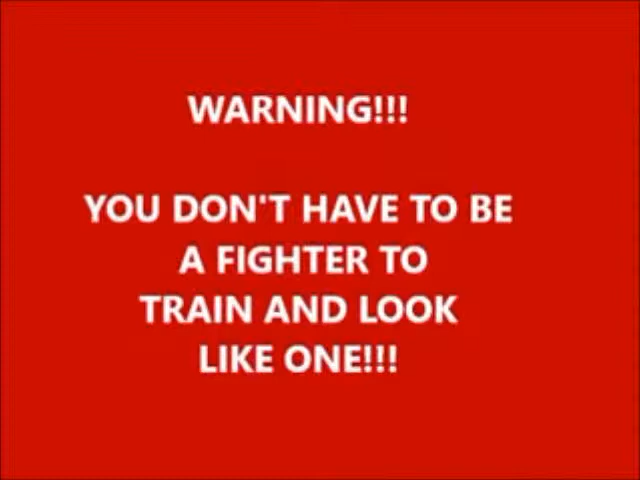 WARNING!!!
YOU DON'T HAVE TO BE
A FIGHTER TO
TRAIN AND LOOK
LIKE ONE!!!